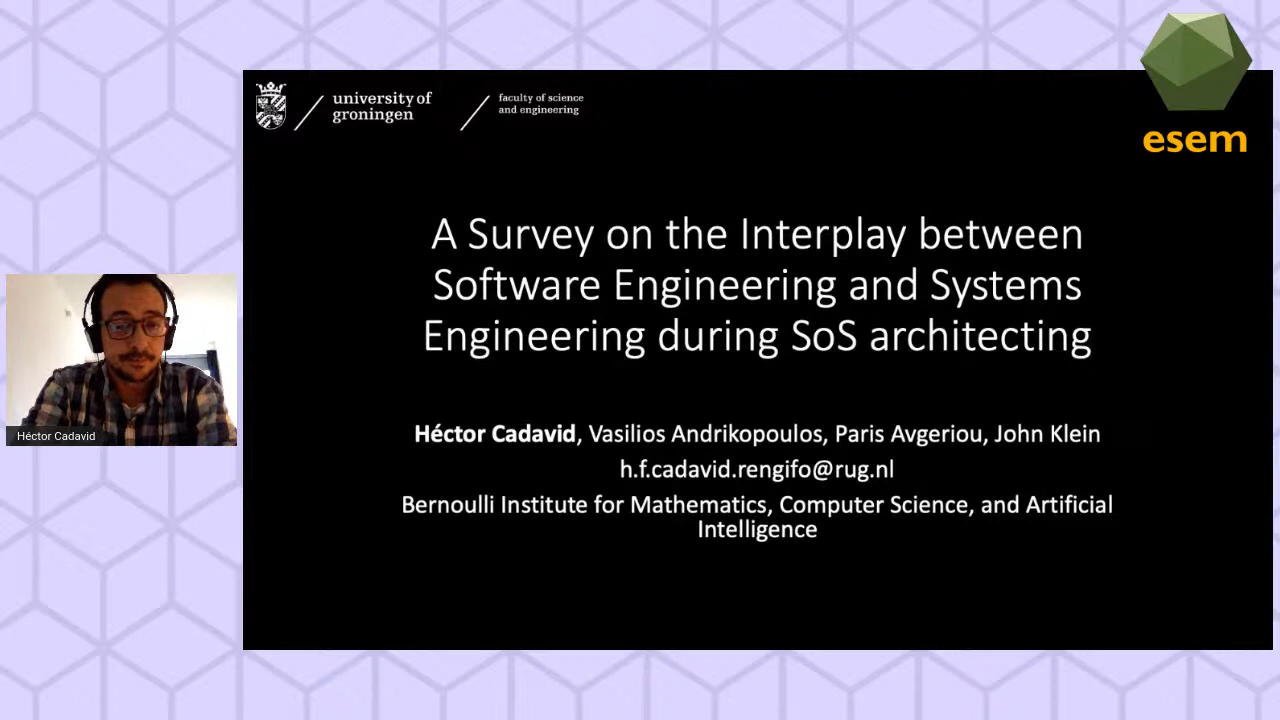 university of
groningen
faculty of science
and engineering
esem
A Survey on the Interplay between
Software Engineering and Systems
Engineering during SoS architecting
Héctor Cadavid, Vasilios Andrikopoulos, Paris Avgeriou, John Klein
h.f.cadavid.rengifo@rug.nl
Bernoulli Institute for Mathematics, Computer Science, and Artificial
Intelligence
Héctor Cadavid